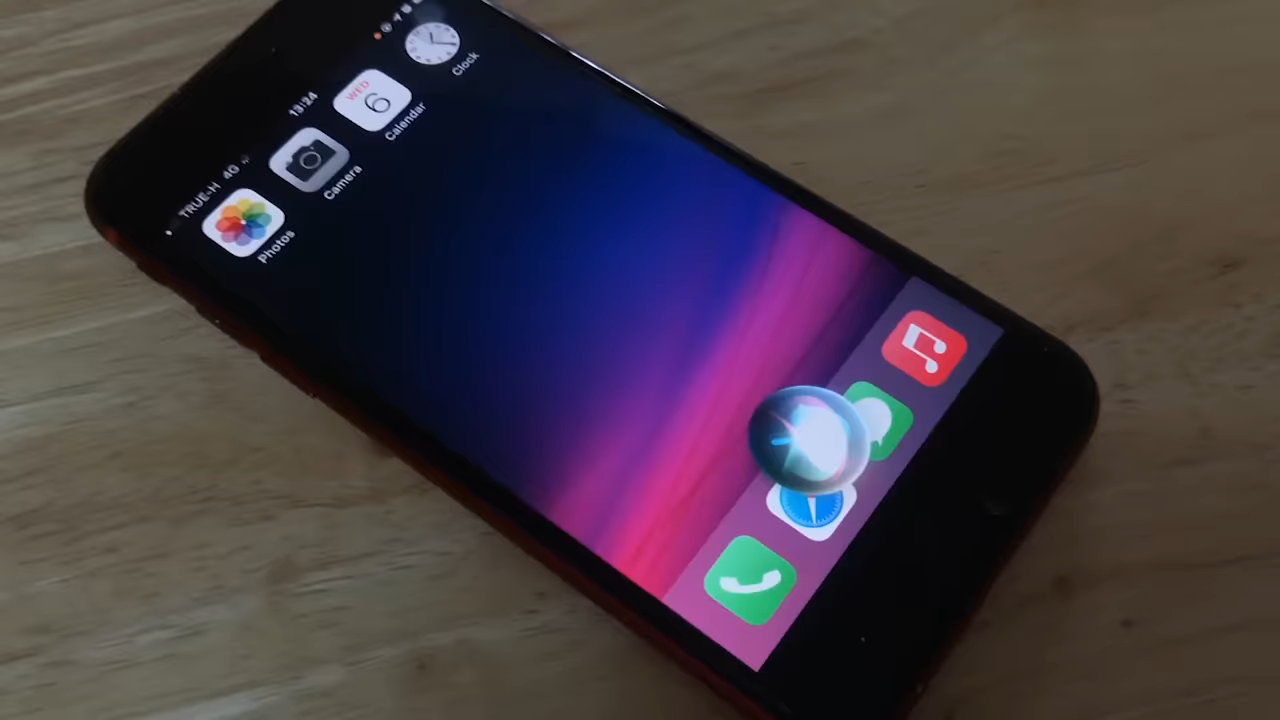 TRUE-H 4G
13:24
Photos
Camera
WED
6
Calendar
Clock